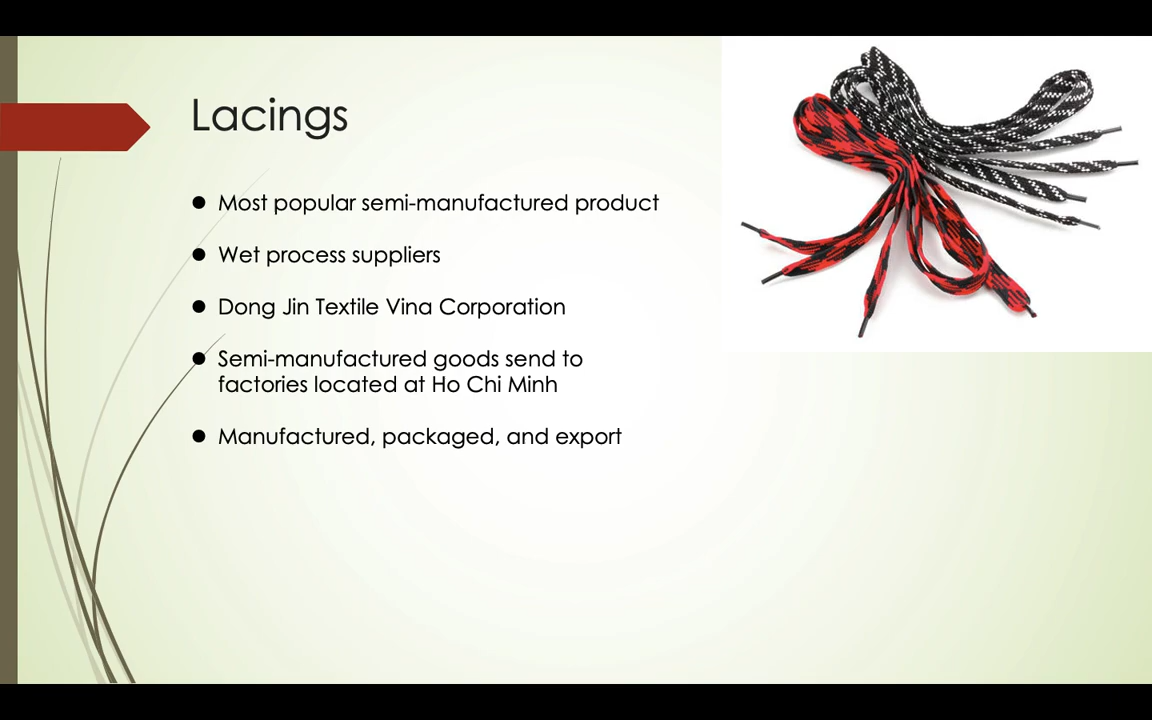 Lacings
● Most popular semi-manufactured product
● Wet process suppliers
● Dong Jin Textile Vina Corporation
● Semi-manufactured goods send to
factories located at Ho Chi Minh
● Manufactured, packaged, and export